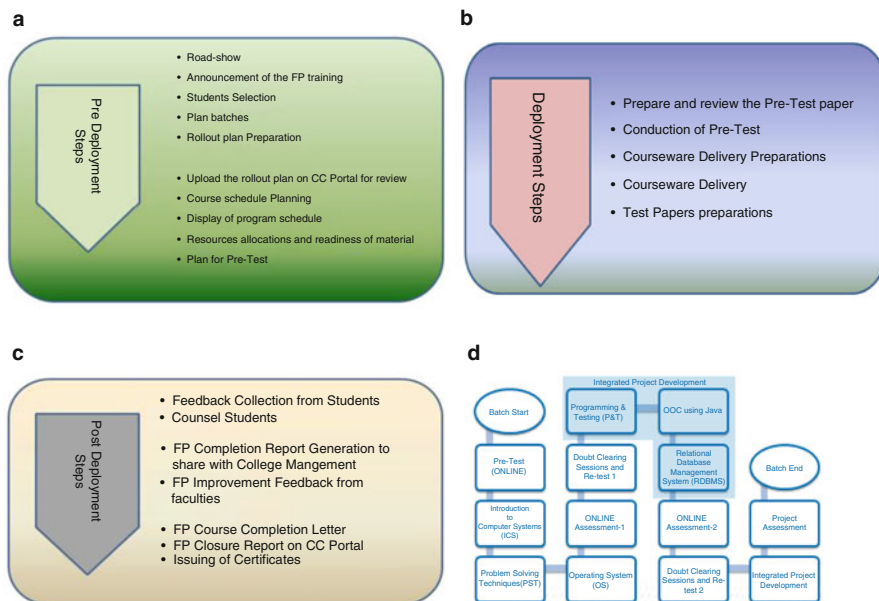 a
Pre Deployment
Steps
• Road-show
• Announcement of the FP training
• Students Selection
• Plan batches
• Rollout plan Preparation
• Upload the rollout plan on CC Portal for review
• Course schedule Planning
• Display of program schedule
• Resources allocations and readiness of material
• Plan for Pre-Test
b
Deployment Steps
• Prepare and review the Pre-Test paper
• Conduction of Pre-Test
• Courseware Delivery Preparations
• Courseware Delivery
• Test Papers preparations
c
Post Deployment
Steps
• Feedback Collection from Students
• Counsel Students
• FP Completion Report Generation to
share with College Mangement
• FP Improvement Feedback from
faculties
• FP Course Completion Letter
• FP Closure Report on CC Portal
• Issuing of Certificates
d
Batch Start
Pre-Test
(ONLINE)
Introduction
to
Computer Systems
(ICS)
Problem Solving
Techniques(PST)
Operating System
(OS)
ONLINE
Assessment-1
Doubt Clearing
Sessions and
Re-test 1
Integrated Project Development
Programming &
Testing (P&T)
OOC using Java
Relational
Database
Management
System (RDBMS)
ONLINE
Assessment-2
Doubt Clearing
Sessions and Re-
test 2
Integrated Project
Development
Project
Assessment
Batch End